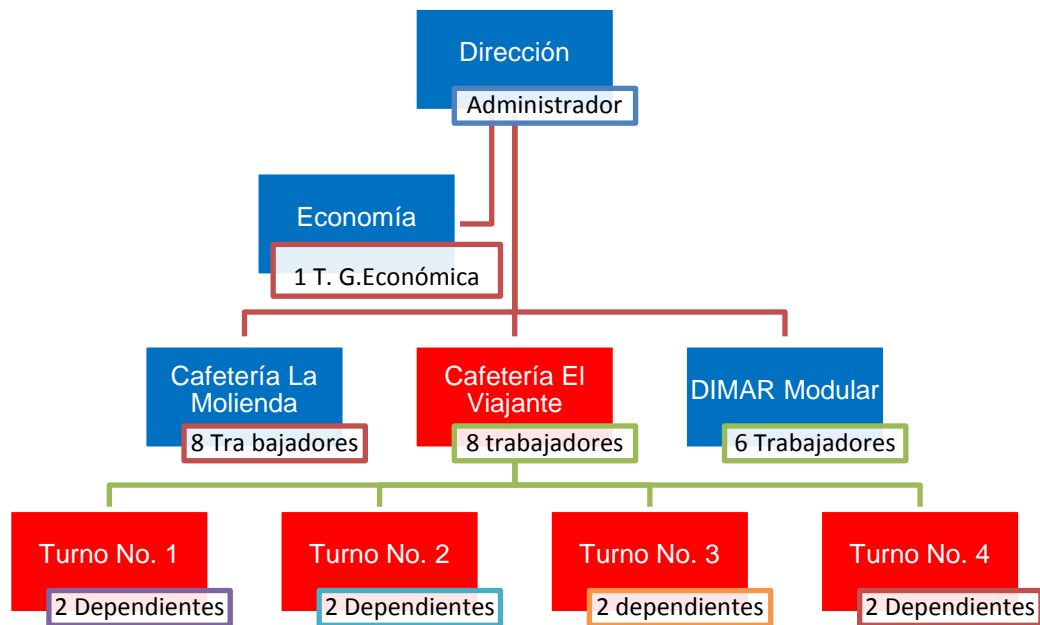 Dirección
Administrador
Economía
1 T. G.Económica
Cafetería La
Molienda
8 Tra bajadores
Cafetería El
Viajante
8 trabajadores
DIMAR Modular
6 Trabajadores
Turno No. 1
2 Dependientes
Turno No. 2
2 Dependientes
Turno No. 3
2 dependientes
Turno No. 4
2 Dependientes